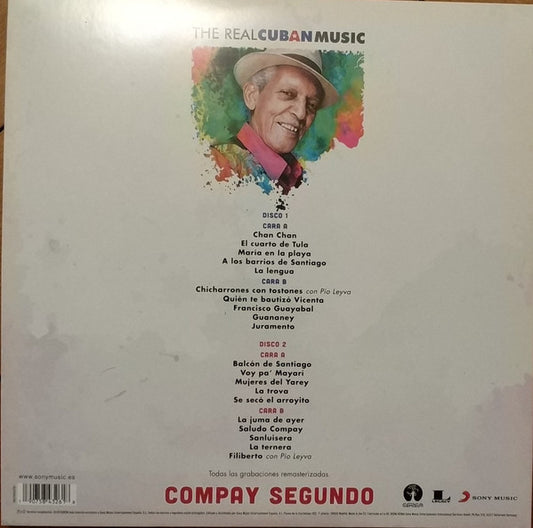 THE REAL CUBAN MUSIC
DISCO 1
CARA A
Chan Chan
El cuarto de Tula
María en la playa
A los barrios de Santiago
La lengua
CARA B
Chicharrones con tostones con Pío Leyva
Quién te bautizó Vicenta
Francisco Guayabal
Guananey
Juramento
DISCO 2
CARA A
Balcón de Santiago
Voy pa' Mayarí
Mujeres del Yarey
La trova
Se secó el arroyito
CARA B
La juma de ayer
Saludo Compay
Sanluisera
La ternera
Filiberto con Pío Leyva
Todas las grabaciones remasterizadas
www.sonymusic.es
COMPAY SEGUNDO
SONY MUSIC